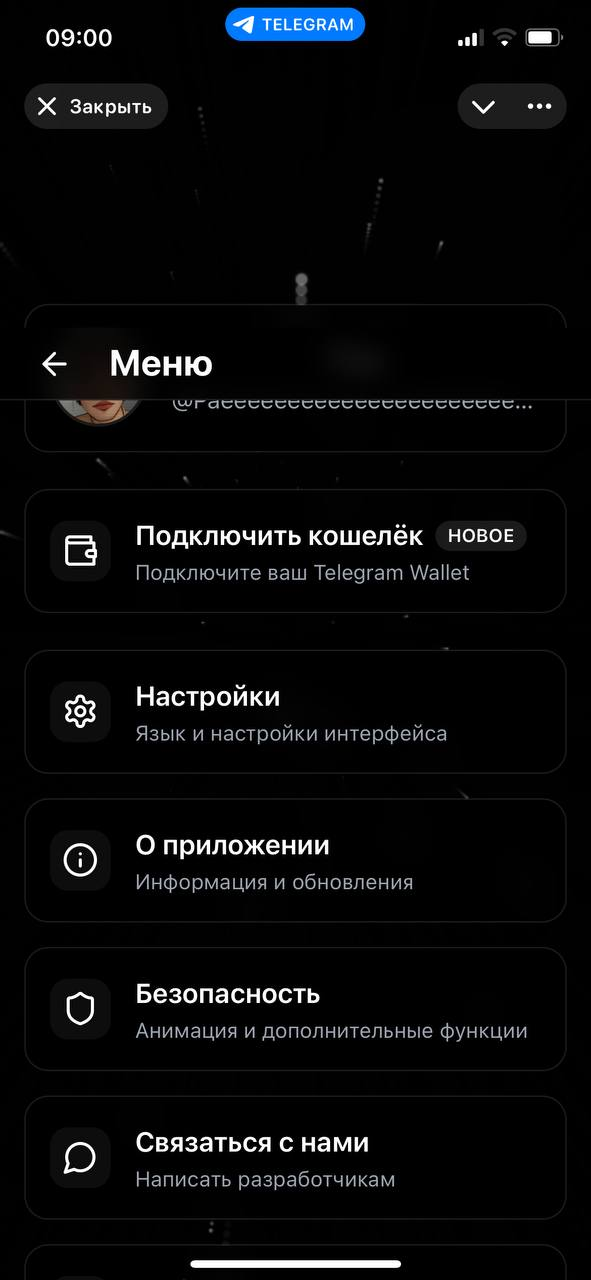 09:00
TELEGRAM
Закрыть
Меню
Подключить кошелёк НОВОЕ
Подключите ваш Telegram Wallet
Настройки
Язык и настройки интерфейса
О приложении
Информация и обновления
Безопасность
Анимация и дополнительные функции
Связаться с нами
Написать разработчикам